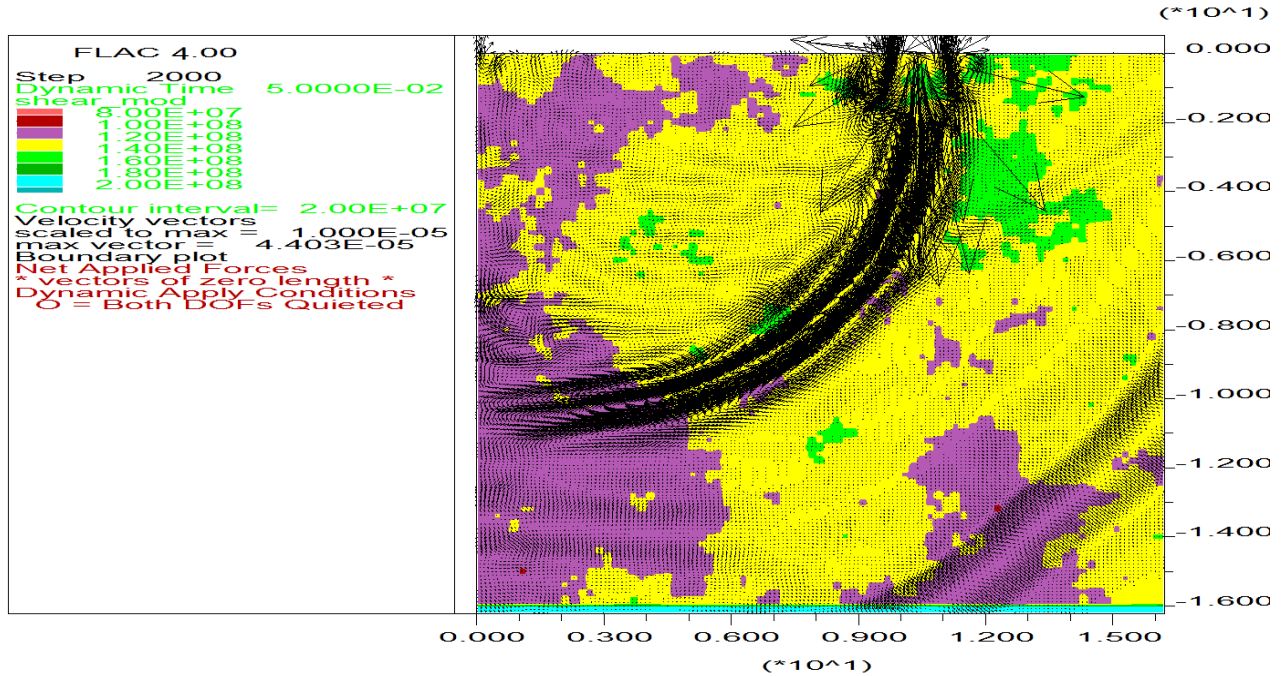 (*10^1)
FLAC 4.00
Step 2000
Dynamic Time 5.0000E-02
shear_mod
8.00E+07
1.00E+08
1.20E+08
1.40E+08
1.60E+08
1.80E+08
2.00E+08
Contour interval= 2.00E+07
Velocity vectors
scaled to max = 1.000E-05
max vector = 4.403E-05
Boundary plot
Net Applied Forces
*vectors of zero length *
Dynamic Apply Conditions
O = Both DOFs Quieted
0.000
-0.200
-0.400
-0.600
-0.800
-1.000
-1.200
-1.400
-1.600
0.000 0.300 0.600 0.900 1.200 1.500
(*10^1)